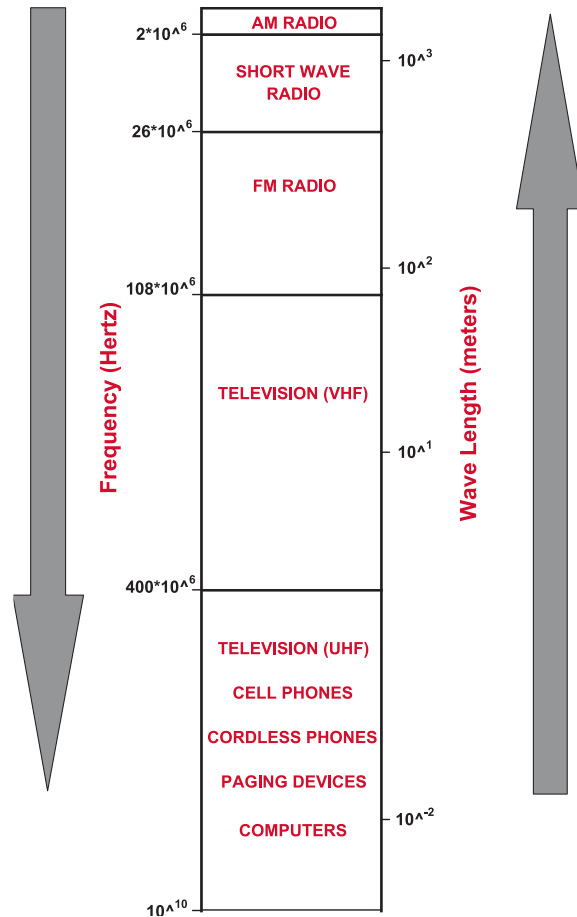 AM RADIO
2*10^6
10^3
SHORT WAVE
RADIO
26*10^6
FM RADIO
10^2
108*10^6
Frequency (Hertz)
Wave Length (meters)
TELEVISION (VHF)
10^1
400*10^6
TELEVISION (UHF)
CELL PHONES
CORDLESS PHONES
PAGING DEVICES
10^-2
COMPUTERS
10^10